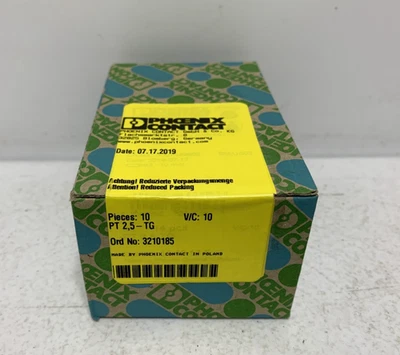 PHOENIX
CONTACT
PHOENIX CONTACT GmbH & Co. KG
Flachsmarktstr. 8
32825 Blomberg, Germany
www.phoenixcontact.com
Date: 07.17.2019
Achtung! Reduzierte Verpackungsmenge
Attention! Reduced Packing
Pieces: 10 V/C: 10
PT 2,5-TG
Ord No: 3210185
MADE BY PHOENIX CONTACT IN POLAND